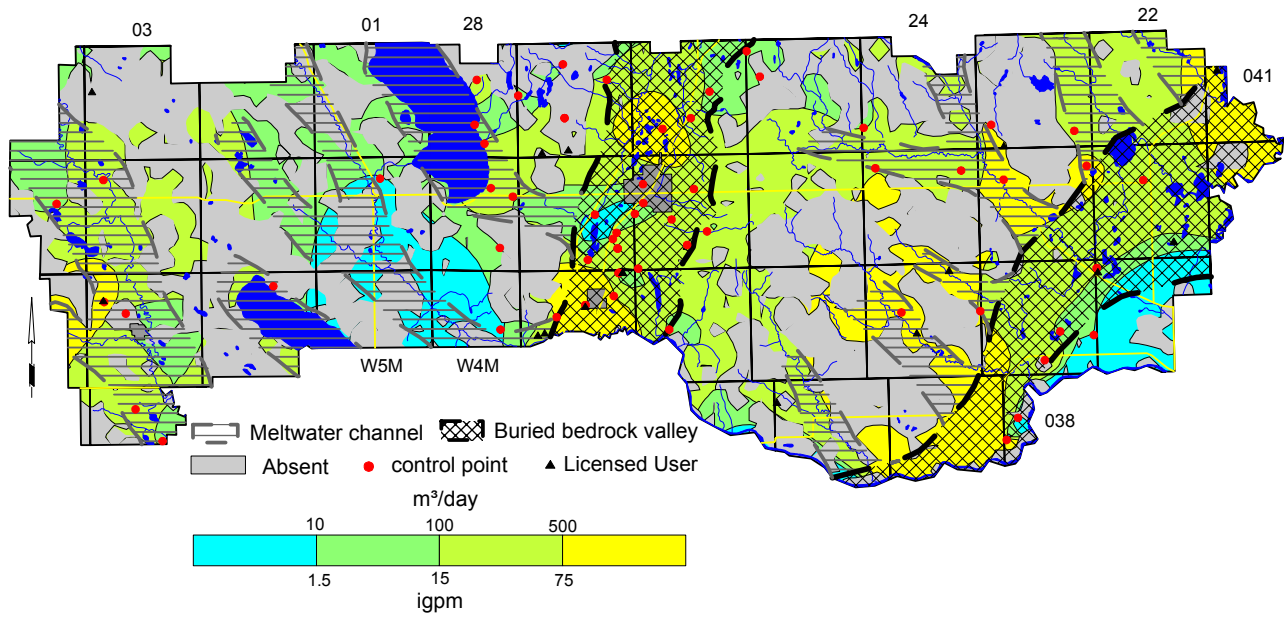 03
01
28
24
22
041
W5M
W4M
038
Meltwater channel
Buried bedrock valley
Absent
control point
Licensed User
m³/day
10
100
500
1.5
15
75
igpm